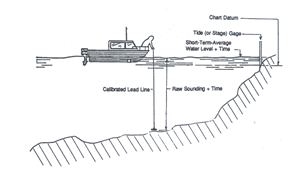 Chart Datum
Tide (or Stage) Gage
Short-Term-Average
Water Level + Time
Calibrated Lead Line
Raw Sounding + Time